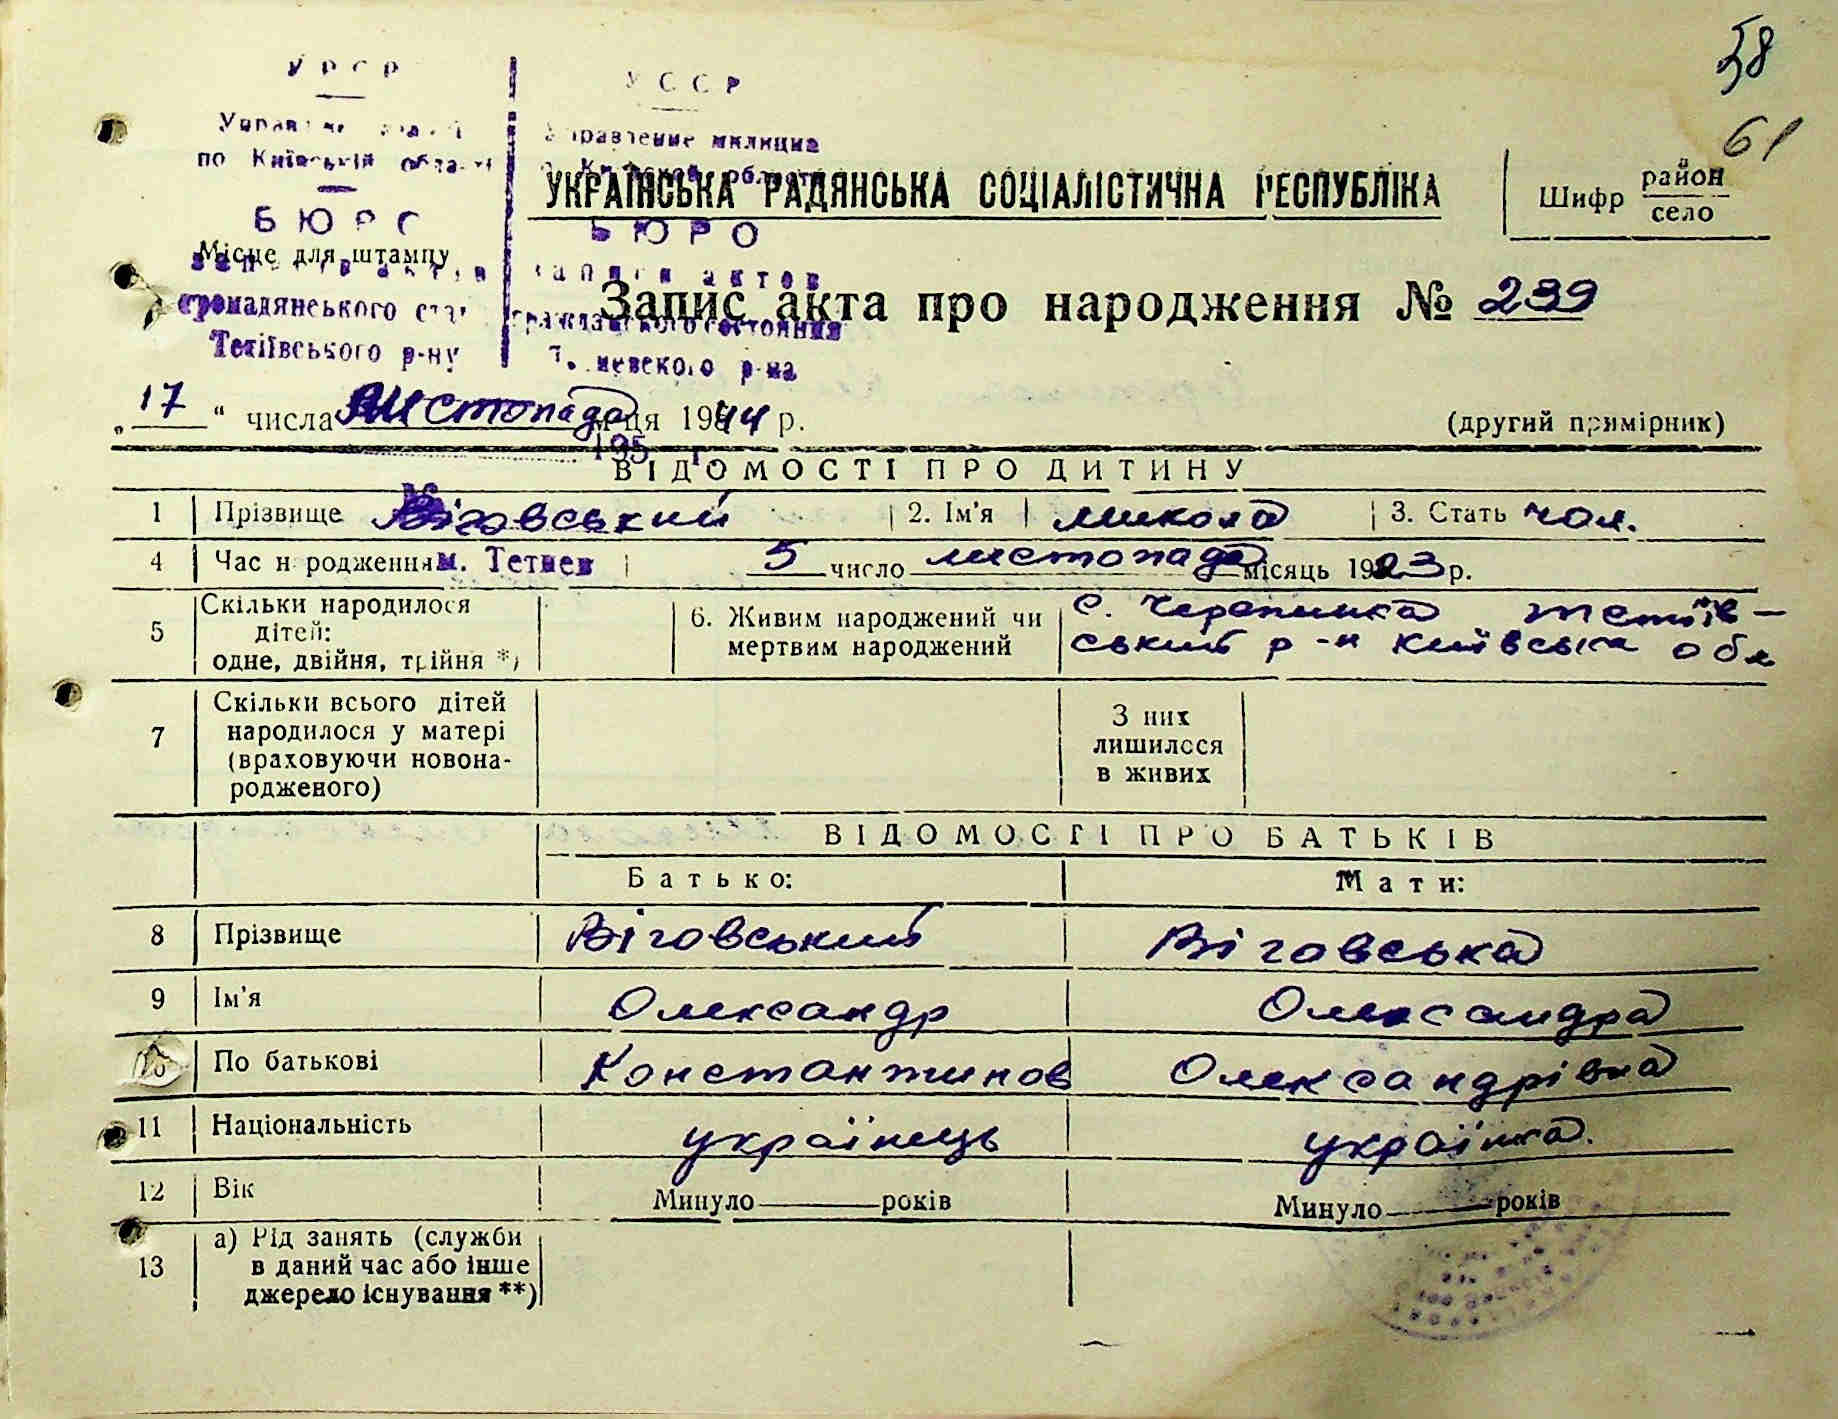 58
61
УРСР
по Київській
БЮРО
Місце для штампу
громадянського
Тетіївського р-ну
УССР
Управление милиции
БЮРО
записи актов
гражданского состояния
р-на
УКРАЇНСЬКА РАДЯНСЬКА СОЦІАЛІСТИЧНА РЕСПУБЛІКА
Шифр район
село
Запис акта про народження № 239
„17“ числа листопада 1944 р.
(другий примірник)
195 г.
ВІДОМОСТІ ПРО ДИТИНУ
1 Прізвище Віговський 2. Ім'я Микола 3. Стать чол.
4 Час народження м. Тетиев 5 число листопада місяць 1923 р.
5 Скільки народилося
дітей:
одне, двійня, трійня *)
6. Живим народжений чи
мертвим народжений
с. Черепинка Тетіїв-
ський р-н Київська обл
7 Скільки всього дітей
народилося у матері
(враховуючи новона-
родженого)
З них
лишилося
в живих
ВІДОМОСТІ ПРО БАТЬКІВ
Батько: Мати:
8 Прізвище Віговський Віговська
9 Ім'я Олександр Олександра
10 По батькові Константинов Олександрівна
11 Національність українець українка.
12 Вік Минуло років Минуло років
13 а) Рід занять (служби
в даний час або інше
джерело існування **)